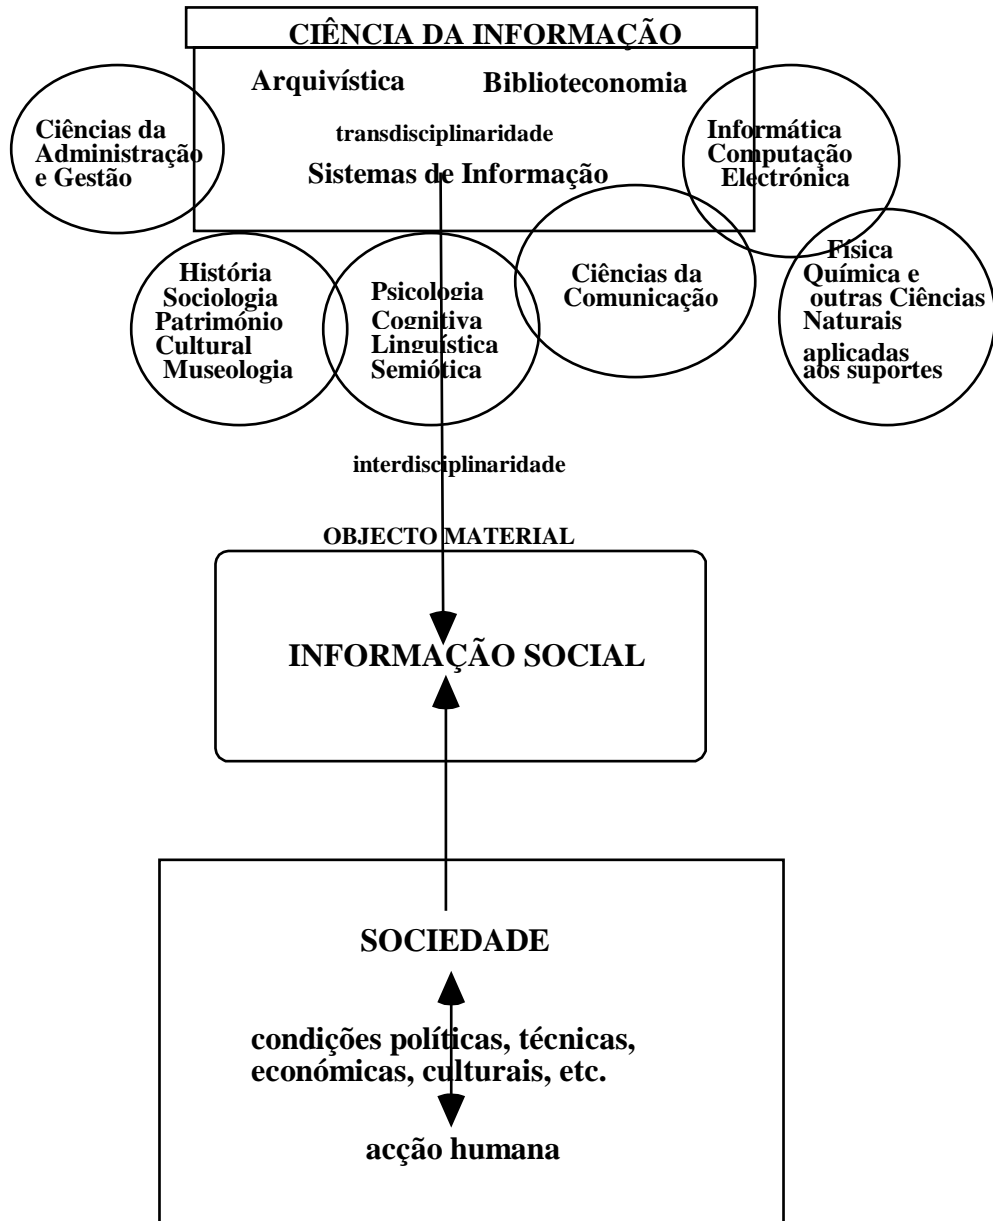 CIÊNCIA DA INFORMAÇÃO
Arquivística
Biblioteconomia
transdisciplinaridade
Sistemas de Informação
Ciências da
Administração
e Gestão
Informática
Computação
Electrónica
História
Sociologia
Património
Cultural
Museologia
Psicologia
Cognitiva
Linguística
Semiótica
Ciências da
Comunicação
Física
Química e
outras Ciências
Naturais
aplicadas
aos suportes
interdisciplinaridade
OBJECTO MATERIAL
INFORMAÇÃO SOCIAL
SOCIEDADE
condições políticas, técnicas,
económicas, culturais, etc.
acção humana